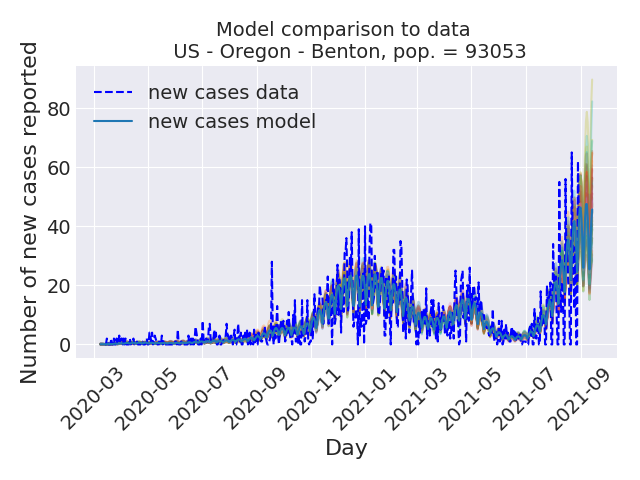 Model comparison to data
US - Oregon - Benton, pop. = 93053
new cases data
new cases model
Number of new cases reported
80
60
40
20
0
2020-03
2020-05
2020-07
2020-09
2020-11
2021-01
2021-03
2021-05
2021-07
2021-09
Day